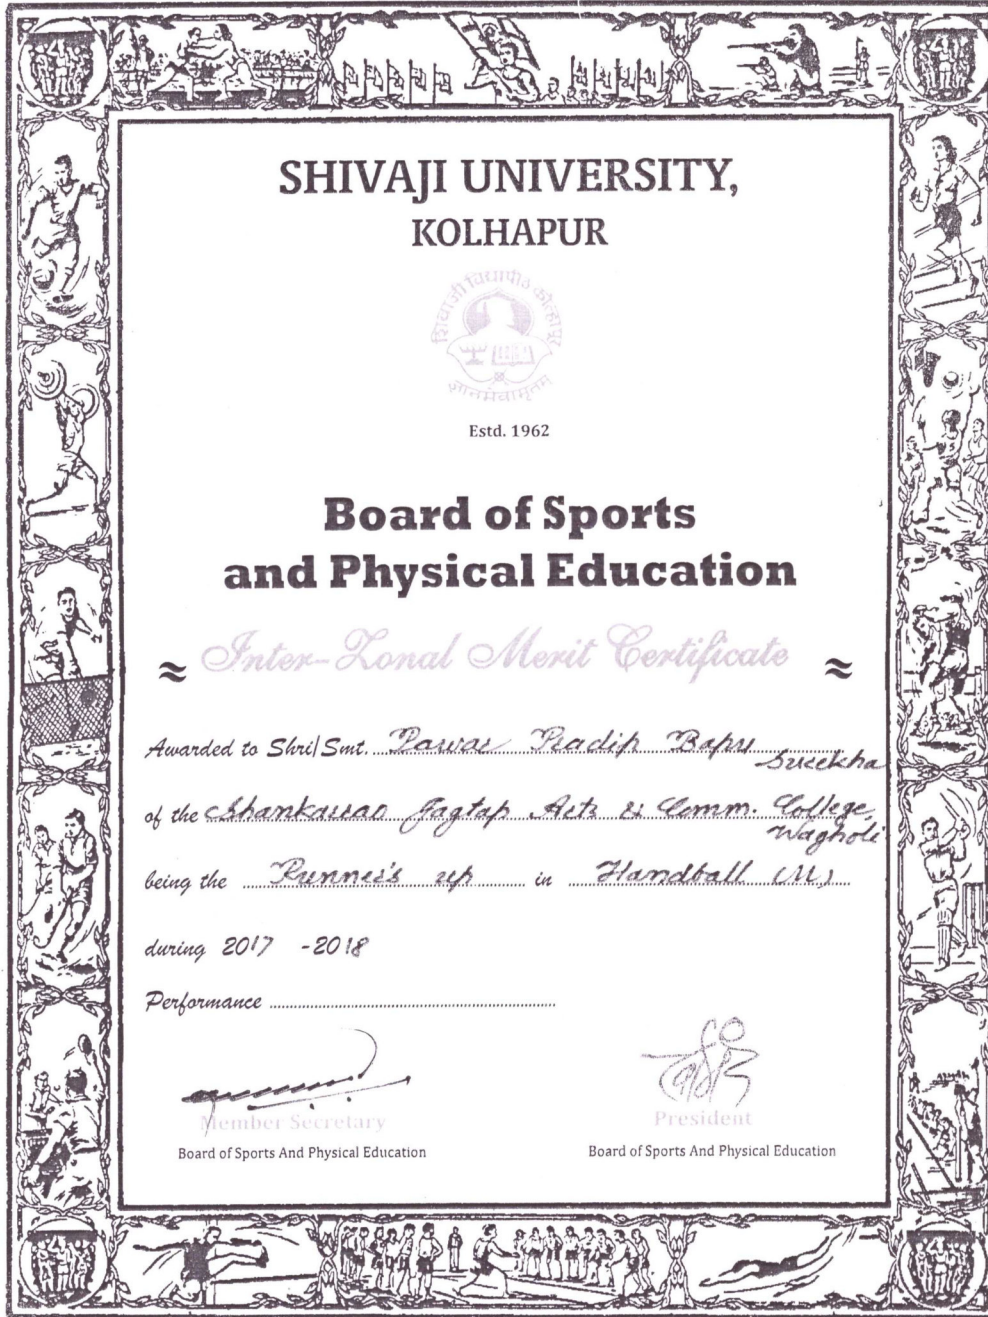 SHIVAJI UNIVERSITY,
KOLHAPUR
शिवाजी विद्यापीठ कोल्हापूर
ज्ञानमेवामृतम्
Estd. 1962
Board of Sports
and Physical Education
Inter-Zonal Merit Certificate
Awarded to Shri/Smt. Pawar Pradip Bapu Surekha
of the Shankarrao Jagtap Arts & Comm. College, Wagholi
being the Runner's up in Handball (M)
during 2017 -2018
Performance
Member Secretary
Board of Sports And Physical Education
President
Board of Sports And Physical Education